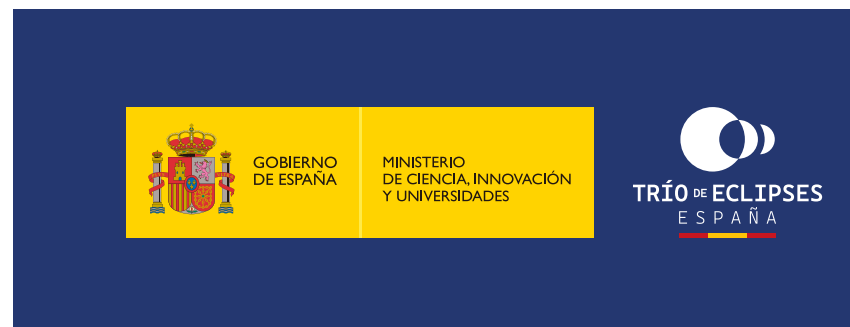 GOBIERNO
DE ESPAÑA
MINISTERIO
DE CIENCIA, INNOVACIÓN
Y UNIVERSIDADES
TRÍO DE ECLIPSES
ESPAÑA